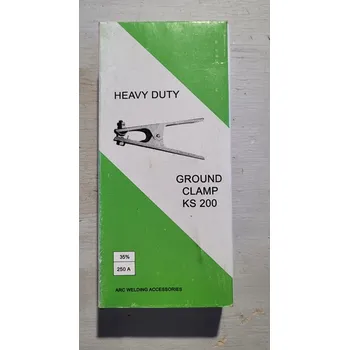 HEAVY DUTY
GROUND
CLAMP
KS 200
35%
250 A
ARC WELDING ACCESSORIES